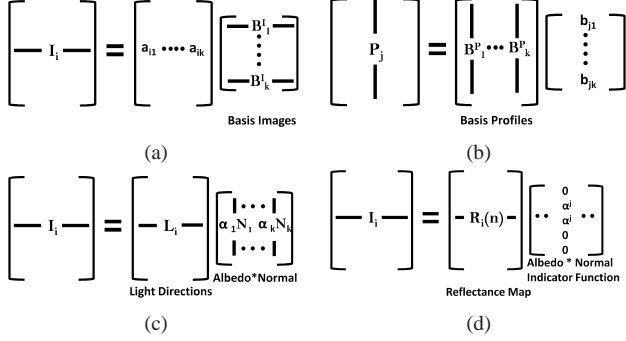 I_i = a_i1 •••• a_ik B^I_1 B^I_k
Basis Images
(a)
P_j = B^P_1 ••• B^P_k b_j1 b_jk
Basis Profiles
(b)
I_i = L_i α_1N_1 α_kN_k
Albedo*Normal
Light Directions
(c)
I_i = R_i(n) •• 0 α^j α^j 0 0 ••
Albedo * Normal
Indicator Function
Reflectance Map
(d)